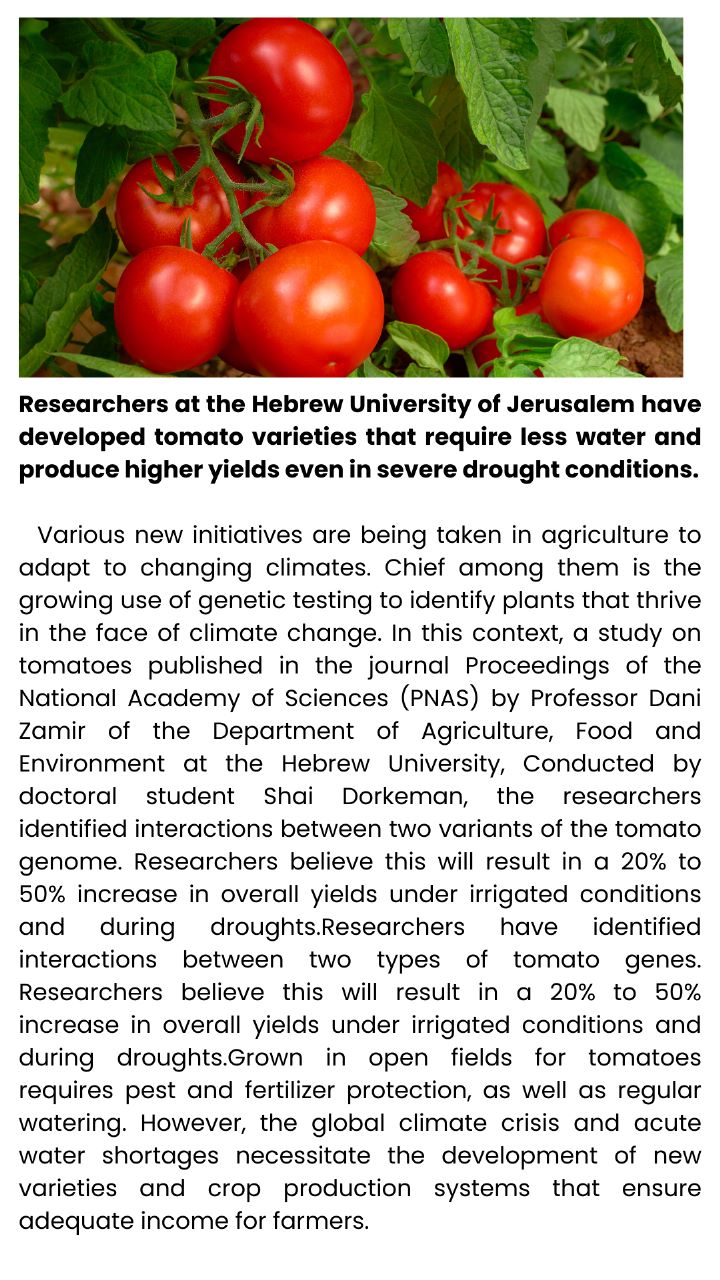 Researchers at the Hebrew University of Jerusalem have
developed tomato varieties that require less water and
produce higher yields even in severe drought conditions.
Various new initiatives are being taken in agriculture to
adapt to changing climates. Chief among them is the
growing use of genetic testing to identify plants that thrive
in the face of climate change. In this context, a study on
tomatoes published in the journal Proceedings of the
National Academy of Sciences (PNAS) by Professor Dani
Zamir of the Department of Agriculture, Food and
Environment at the Hebrew University, Conducted by
doctoral student Shai Dorkeman, the researchers
identified interactions between two variants of the tomato
genome. Researchers believe this will result in a 20% to
50% increase in overall yields under irrigated conditions
and during droughts.Researchers have identified
interactions between two types of tomato genes.
Researchers believe this will result in a 20% to 50%
increase in overall yields under irrigated conditions and
during droughts.Grown in open fields for tomatoes
requires pest and fertilizer protection, as well as regular
watering. However, the global climate crisis and acute
water shortages necessitate the development of new
varieties and crop production systems that ensure
adequate income for farmers.